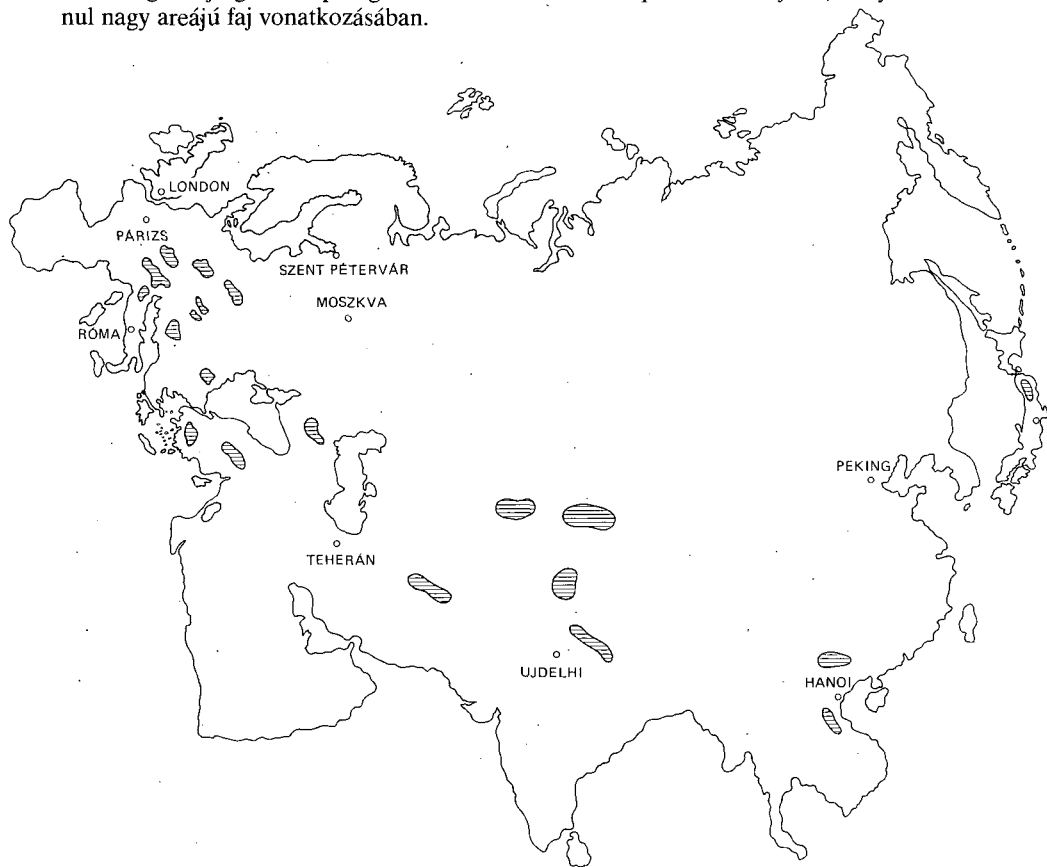 nul nagy areájú faj vonatkozásában.
LONDON
PÁRIZS
SZENT PÉTERVÁR
MOSZKVA
RÓMA
PEKING
TEHERÁN
UJDELHI
HANOI